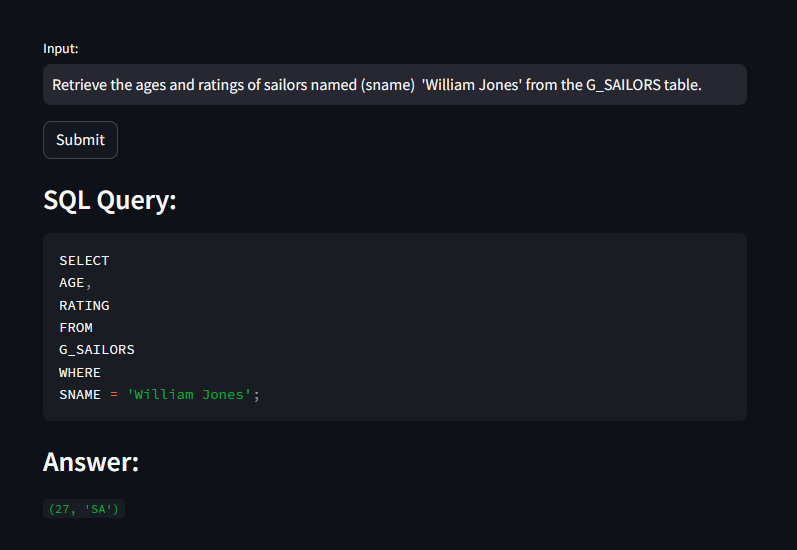 Input:
Retrieve the ages and ratings of sailors named (sname)  'William Jones' from the G_SAILORS table.
Submit
SQL Query:
SELECT
AGE,
RATING
FROM
G_SAILORS
WHERE
SNAME = 'William Jones';
Answer:
(27, 'SA')